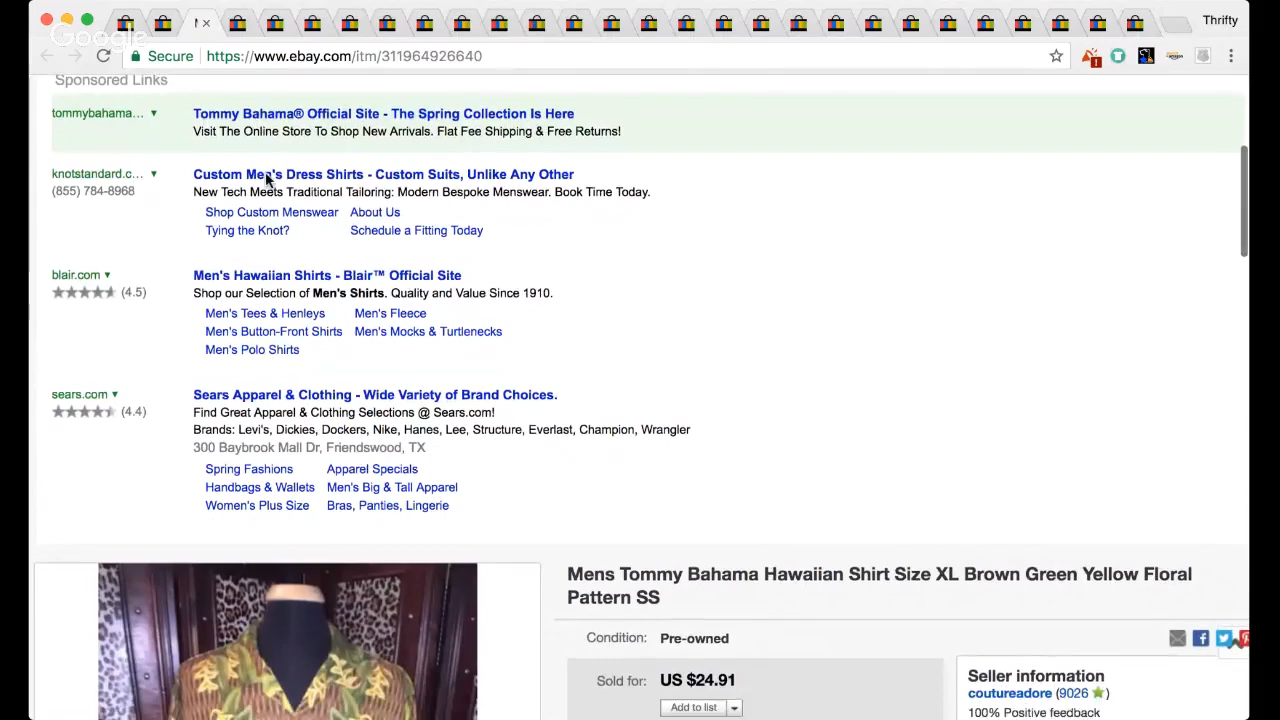 Thrifty
Google
Secure https://www.ebay.com/itm/311964926640
Sponsored Links
tommybahama... ▼ Tommy Bahama® Official Site - The Spring Collection Is Here
Visit The Online Store To Shop New Arrivals. Flat Fee Shipping & Free Returns!
knotstandard.c... ▼ Custom Men's Dress Shirts - Custom Suits, Unlike Any Other
(855) 784-8968 New Tech Meets Traditional Tailoring: Modern Bespoke Menswear. Book Time Today.
Shop Custom Menswear About Us
Tying the Knot? Schedule a Fitting Today
blair.com ▼ Men's Hawaiian Shirts - Blair™ Official Site
(4.5) Shop our Selection of Men's Shirts. Quality and Value Since 1910.
Men's Tees & Henleys Men's Fleece
Men's Button-Front Shirts Men's Mocks & Turtlenecks
Men's Polo Shirts
sears.com ▼ Sears Apparel & Clothing - Wide Variety of Brand Choices.
(4.4) Find Great Apparel & Clothing Selections @ Sears.com!
Brands: Levi's, Dickies, Dockers, Nike, Hanes, Lee, Structure, Everlast, Champion, Wrangler
300 Baybrook Mall Dr, Friendswood, TX
Spring Fashions Apparel Specials
Handbags & Wallets Men's Big & Tall Apparel
Women's Plus Size Bras, Panties, Lingerie
Mens Tommy Bahama Hawaiian Shirt Size XL Brown Green Yellow Floral
Pattern SS
Condition: Pre-owned
Sold for: US $24.91
Add to list
Seller information
coutureadore (9026 )
100% Positive feedback